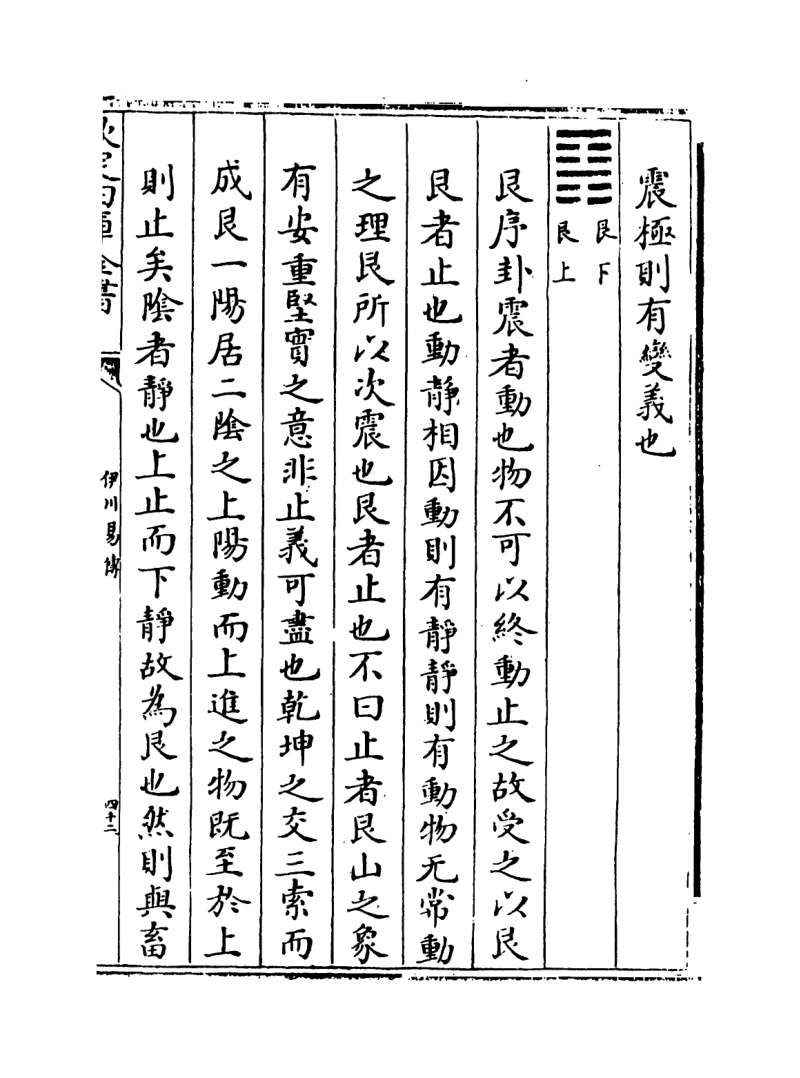 震極則有變義也
艮下
艮上
艮序卦震者動也物不可以終動止之故受之以艮
艮者止也動靜相因動則有靜靜則有動物无常動
之理艮所以次震也艮者止也不曰止者艮山之象
有安重堅實之意非止義可盡也乾坤之交三索而
成艮一陽居二陰之上陽動而上進之物既至於上
則止矣陰者靜也上止而下靜故為艮也然則與畜
伊川易傳
四十二